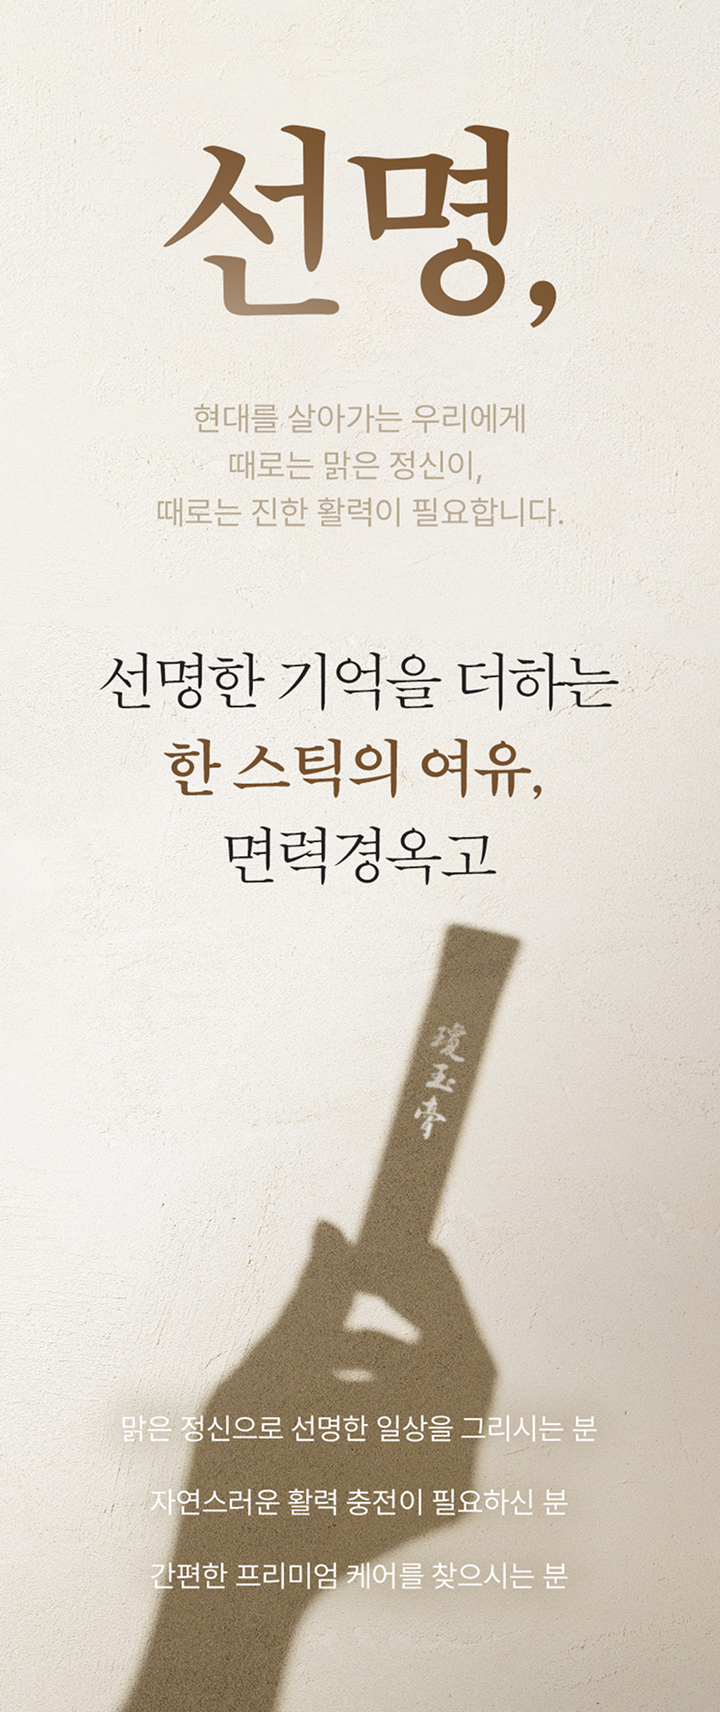 선명,
현대를 살아가는 우리에게
때로는 맑은 정신이,
때로는 진한 활력이 필요합니다.
선명한 기억을 더하는
한 스틱의 여유,
면력경옥고
瓊
玉
膏
맑은 정신으로 선명한 일상을 그리시는 분
자연스러운 활력 충전이 필요하신 분
간편한 프리미엄 케어를 찾으시는 분